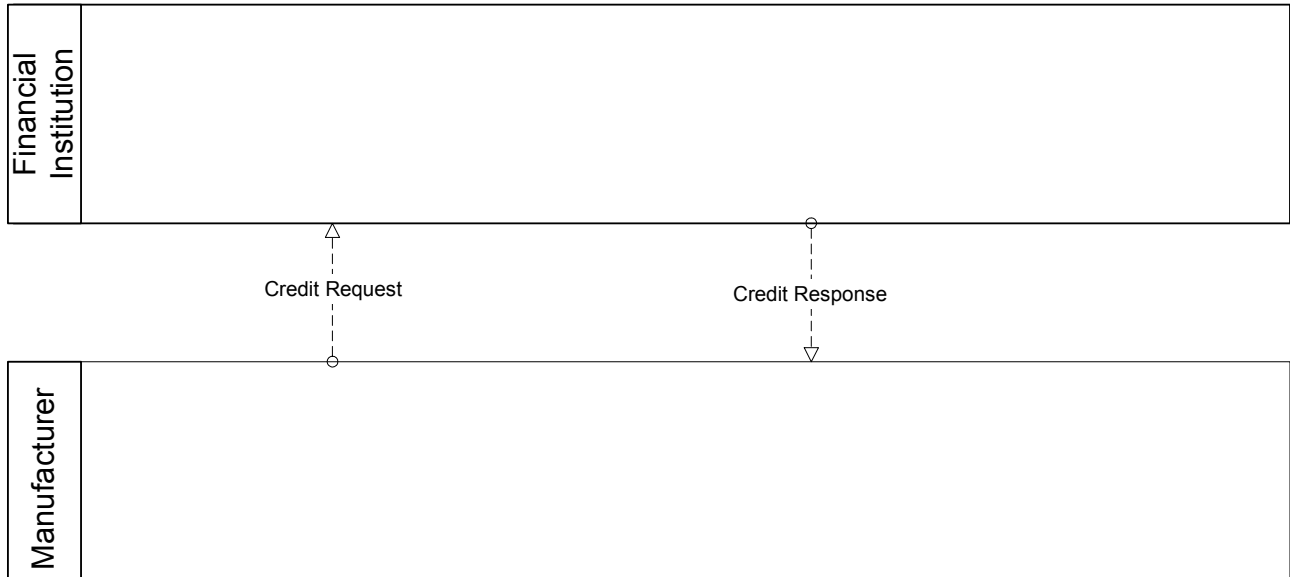 Financial
Institution
Credit Request
Credit Response
Manufacturer